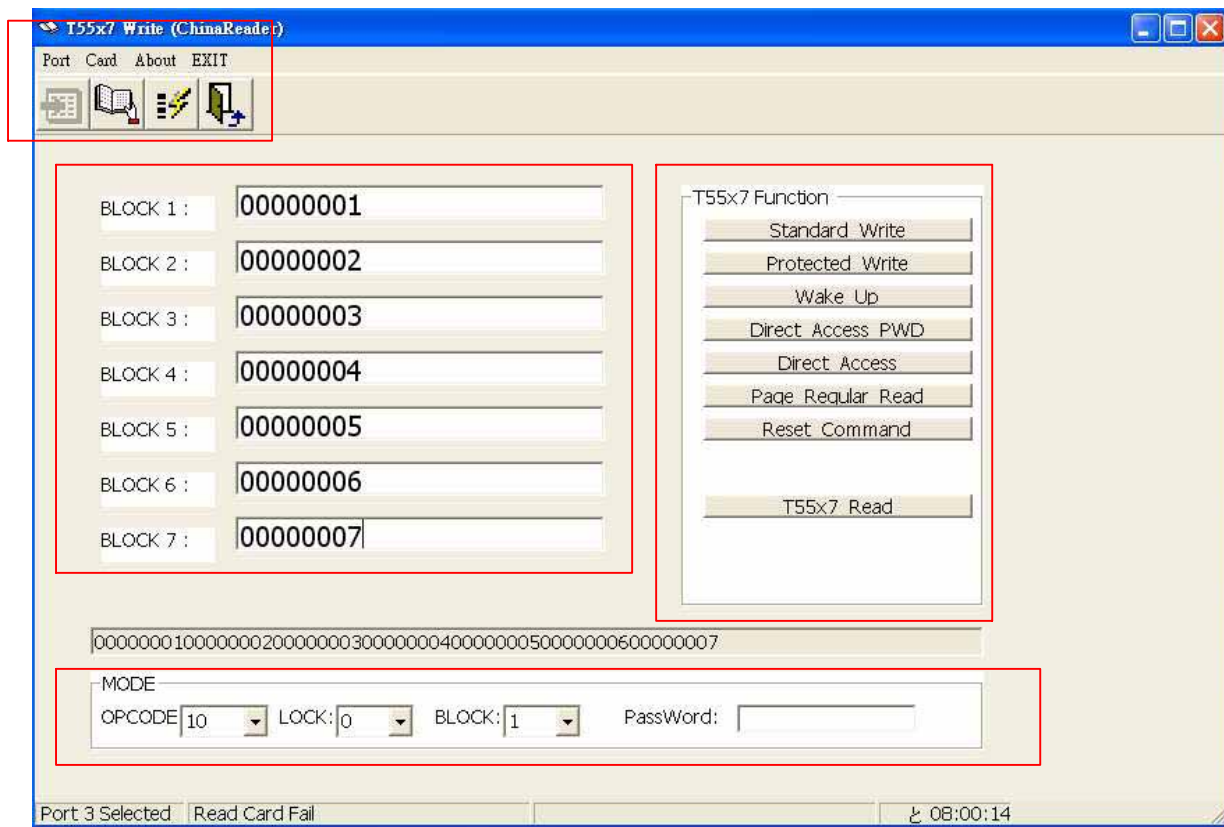 T55x7 Write (ChinaReader)
Port Card About EXIT
BLOCK 1 : 00000001
BLOCK 2 : 00000002
BLOCK 3 : 00000003
BLOCK 4 : 00000004
BLOCK 5 : 00000005
BLOCK 6 : 00000006
BLOCK 7 : 00000007
T55x7 Function
Standard Write
Protected Write
Wake Up
Direct Access PWD
Direct Access
Page Regular Read
Reset Command
T55x7 Read
00000001000000020000000300000004000000050000000600000007
MODE
OPCODE 10 LOCK: 0 BLOCK: 1 PassWord:
Port 3 Selected Read Card Fail と 08:00:14